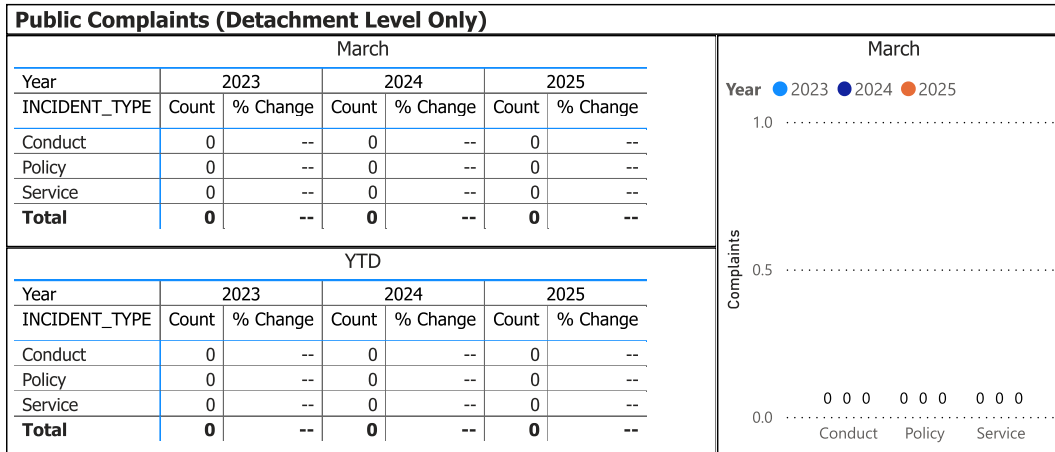 Public Complaints (Detachment Level Only)
March
Year 2023 2024 2025
INCIDENT_TYPE Count % Change Count % Change Count % Change
Conduct 0 -- 0 -- 0 --
Policy 0 -- 0 -- 0 --
Service 0 -- 0 -- 0 --
Total 0 -- 0 -- 0 --
YTD
Year 2023 2024 2025
INCIDENT_TYPE Count % Change Count % Change Count % Change
Conduct 0 -- 0 -- 0 --
Policy 0 -- 0 -- 0 --
Service 0 -- 0 -- 0 --
Total 0 -- 0 -- 0 --
March
Year 2023 2024 2025
Complaints
1.0
0.5
0.0
0 0 0 0 0 0 0 0 0
Conduct Policy Service